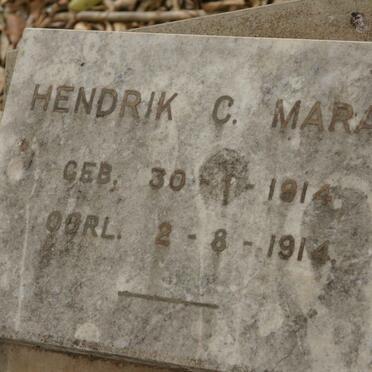 HENDRIK C. MARA
GEB. 30 - 1 - 1914.
OORL. 2 - 8 - 1914.